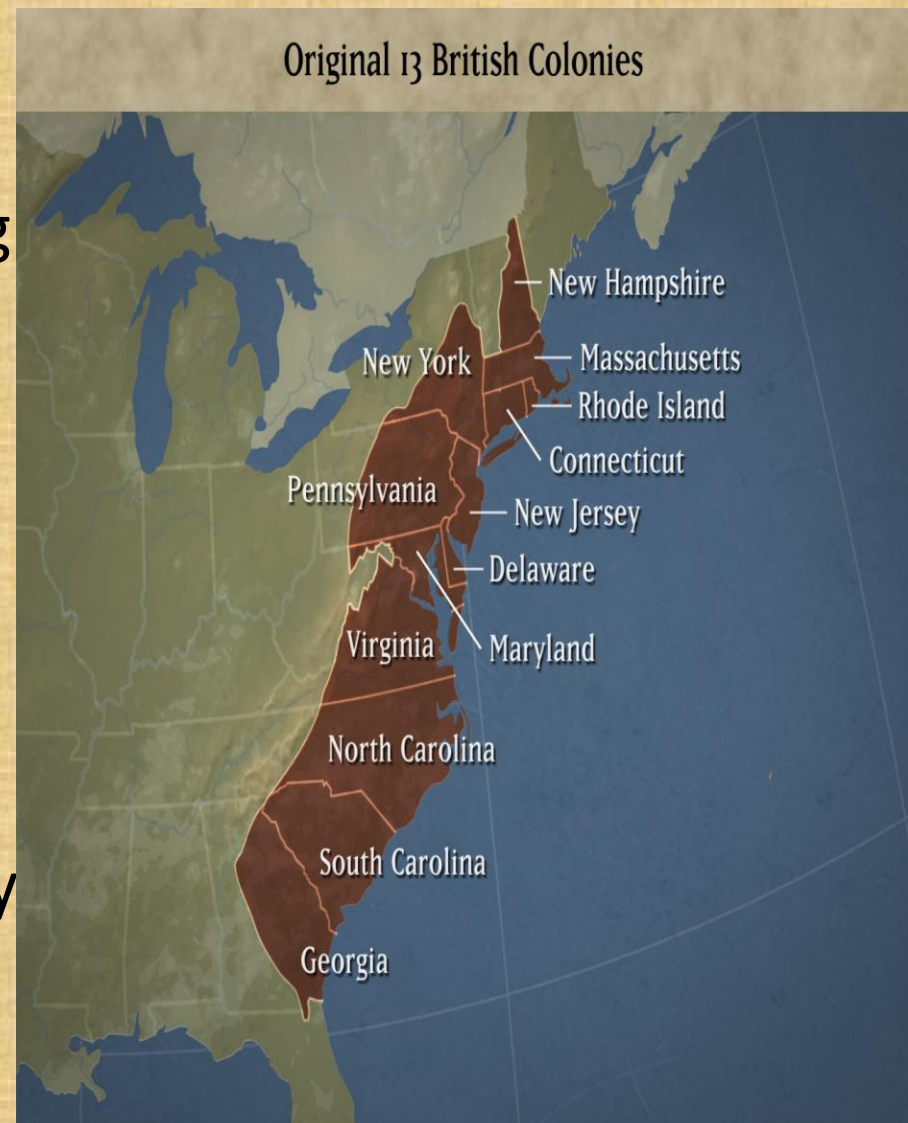 Original 13 British Colonies
g
New Hampshire
New York
Massachusetts
Rhode Island
Connecticut
Pennsylvania
New Jersey
Delaware
Virginia
Maryland
North Carolina
South Carolina
y
Georgia